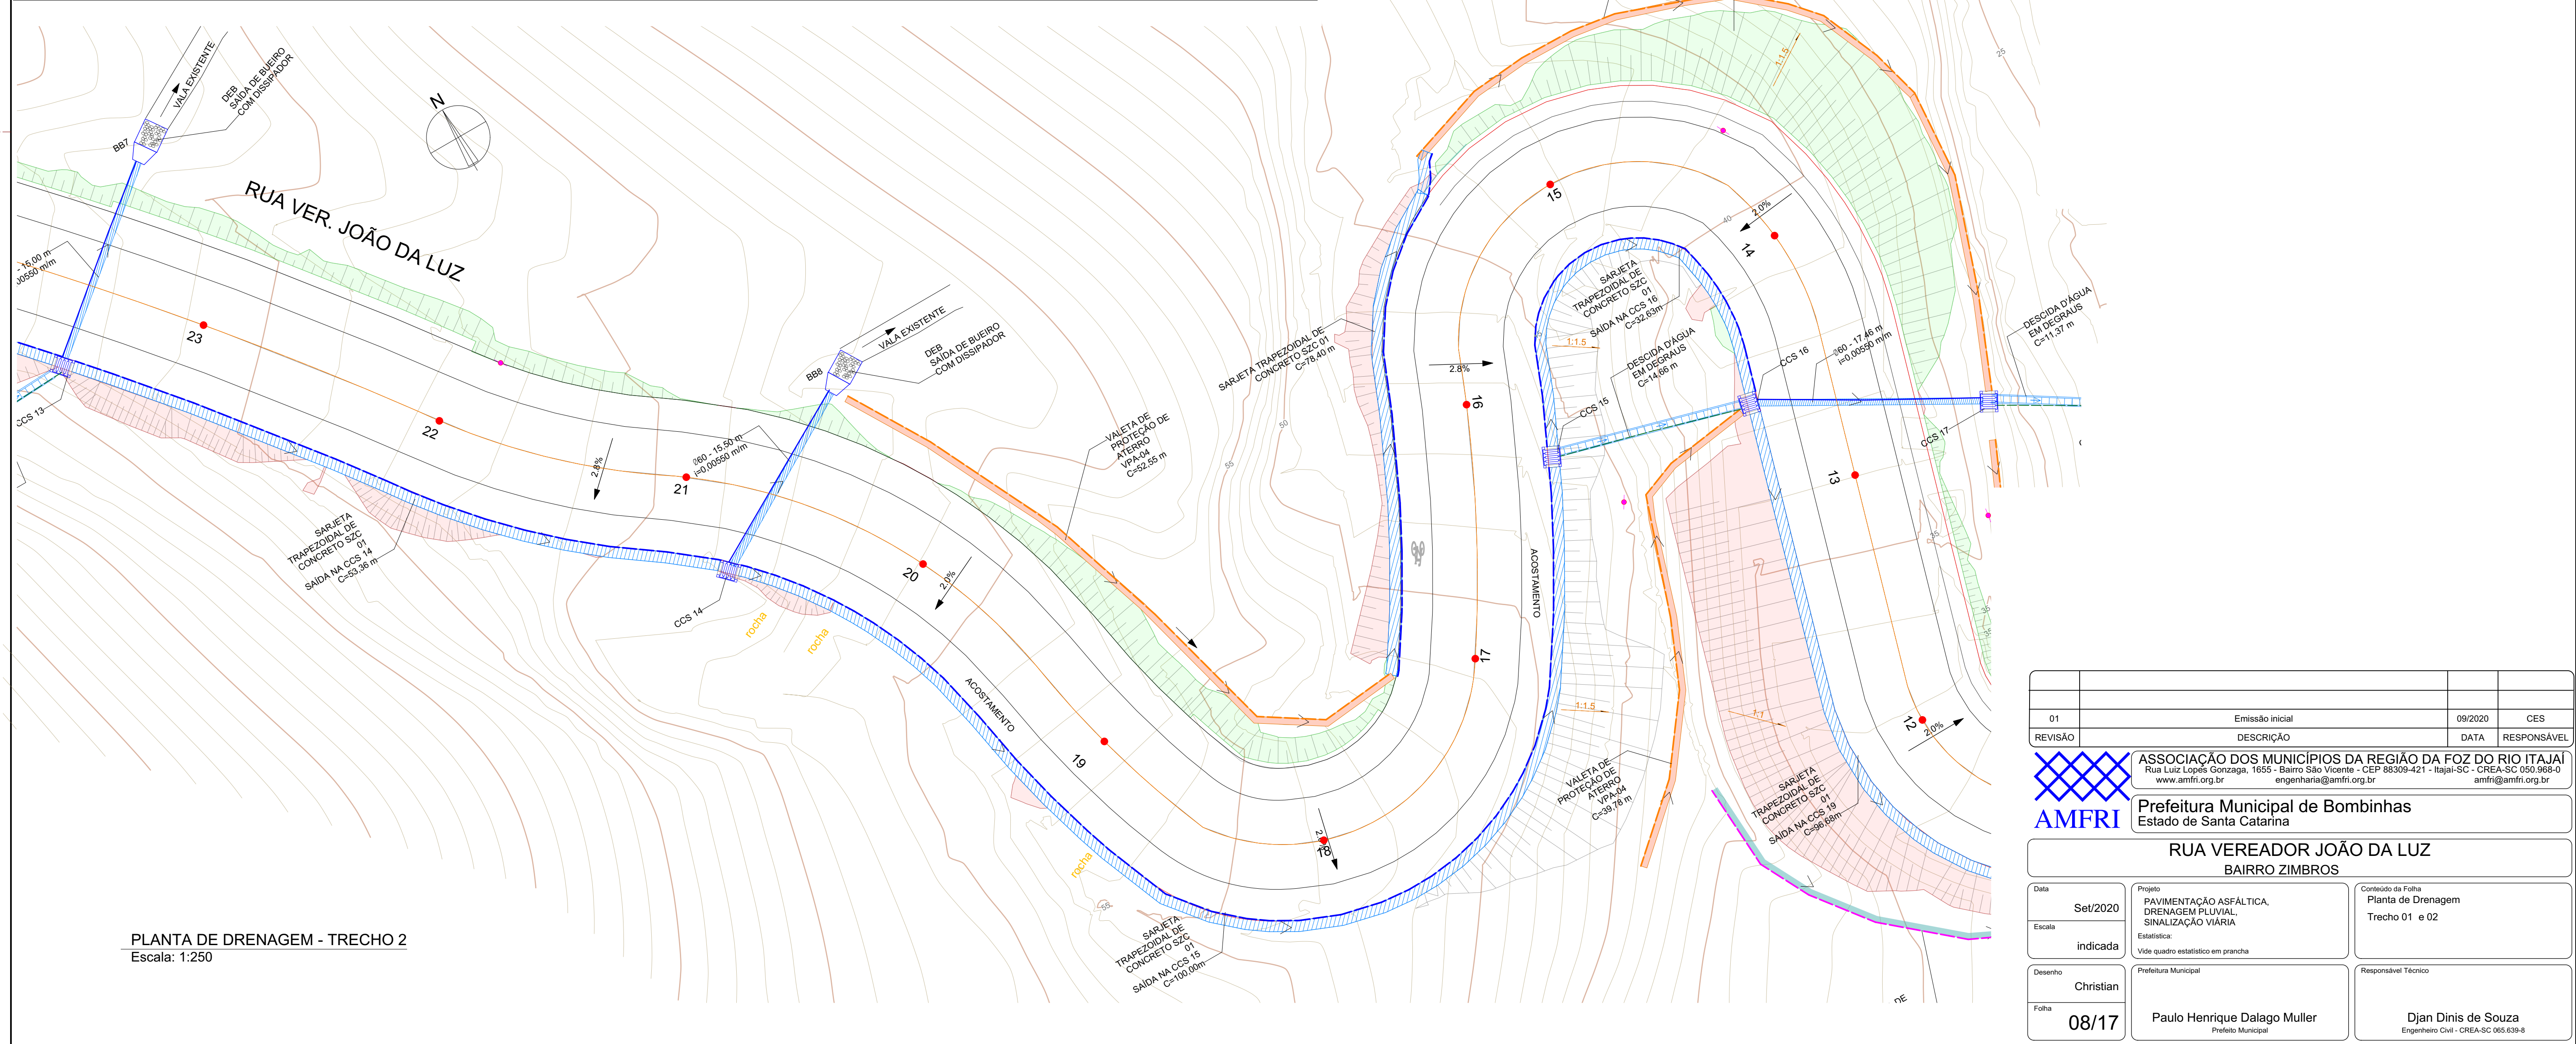 VALA EXISTENTE
DEB
SAÍDA DE BUEIRO
COM DISSIPADOR
BB7
N
RUA VER. JOÃO DA LUZ
- 15,00 m
00550 m/m
23
CCS 13
22
2.8%
SARJETA
TRAPEZOIDAL DE
CONCRETO SZC
01
SAÍDA NA CCS 14
C=53,36 m
VALA EXISTENTE
DEB
SAÍDA DE BUEIRO
COM DISSIPADOR
BB8
Ø60 - 15,50 m
i=0,00550 m/m
21
CCS 14
rocha
rocha
20
2.0%
VALETA DE
PROTEÇÃO DE
ATERRO
VPA-04
C=52,55 m
ACOSTAMENTO
19
rocha
55
SARJETA
TRAPEZOIDAL DE
CONCRETO SZC
01
SAÍDA NA CCS 15
C=100,00m
18
55
50
SARJETA TRAPEZOIDAL DE
CONCRETO SZC 01
C=78,40 m
2.8%
15
16
17
ACOSTAMENTO
SARJETA
TRAPEZOIDAL DE
CONCRETO SZC
01
SAÍDA NA CCS 16
C=32,63m
1:1.5
DESCIDA D'ÁGUA
EM DEGRAUS
C=14,66 m
CCS 15
1:1.5
40
2.0%
14
1:1.5
25
CCS 16
Ø60 - 17,46 m
i=0,00550 m/m
DESCIDA D'ÁGUA
EM DEGRAUS
C=11,37 m
CCS 17
13
35
30
35
1:1
12
2.0%
VALETA DE
PROTEÇÃO DE
ATERRO
VPA-04
C=39,76 m
SARJETA
TRAPEZOIDAL DE
CONCRETO SZC
01
SAÍDA NA CCS 19
C=96,68m
DE
PLANTA DE DRENAGEM - TRECHO 2
Escala: 1:250
01 Emissão inicial 09/2020 CES
REVISÃO DESCRIÇÃO DATA RESPONSÁVEL
AMFRI
ASSOCIAÇÃO DOS MUNICÍPIOS DA REGIÃO DA FOZ DO RIO ITAJAÍ
Rua Luiz Lopes Gonzaga, 1655 - Bairro São Vicente - CEP 88309-421 - Itajaí-SC - CREA-SC 050.968-0
www.amfri.org.br engenharia@amfri.org.br amfri@amfri.org.br
Prefeitura Municipal de Bombinhas
Estado de Santa Catarina
RUA VEREADOR JOÃO DA LUZ
BAIRRO ZIMBROS
Data
Set/2020
Escala
indicada
Projeto
PAVIMENTAÇÃO ASFÁLTICA,
DRENAGEM PLUVIAL,
SINALIZAÇÃO VIÁRIA
Estatística:
Vide quadro estatístico em prancha
Conteúdo da Folha
Planta de Drenagem
Trecho 01 e 02
Desenho
Christian
Folha
08/17
Prefeitura Municipal
Paulo Henrique Dalago Muller
Prefeito Municipal
Responsável Técnico
Djan Dinis de Souza
Engenheiro Civil - CREA-SC 065.639-8